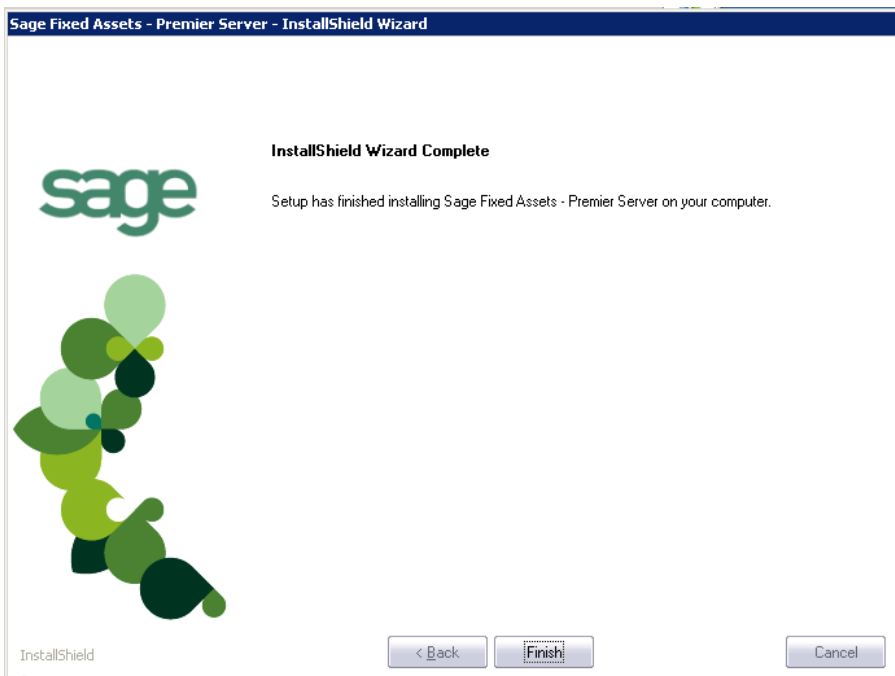 Sage Fixed Assets - Premier Server - InstallShield Wizard
InstallShield Wizard Complete
sage
Setup has finished installing Sage Fixed Assets - Premier Server on your computer.
InstallShield
< Back
Finish
Cancel